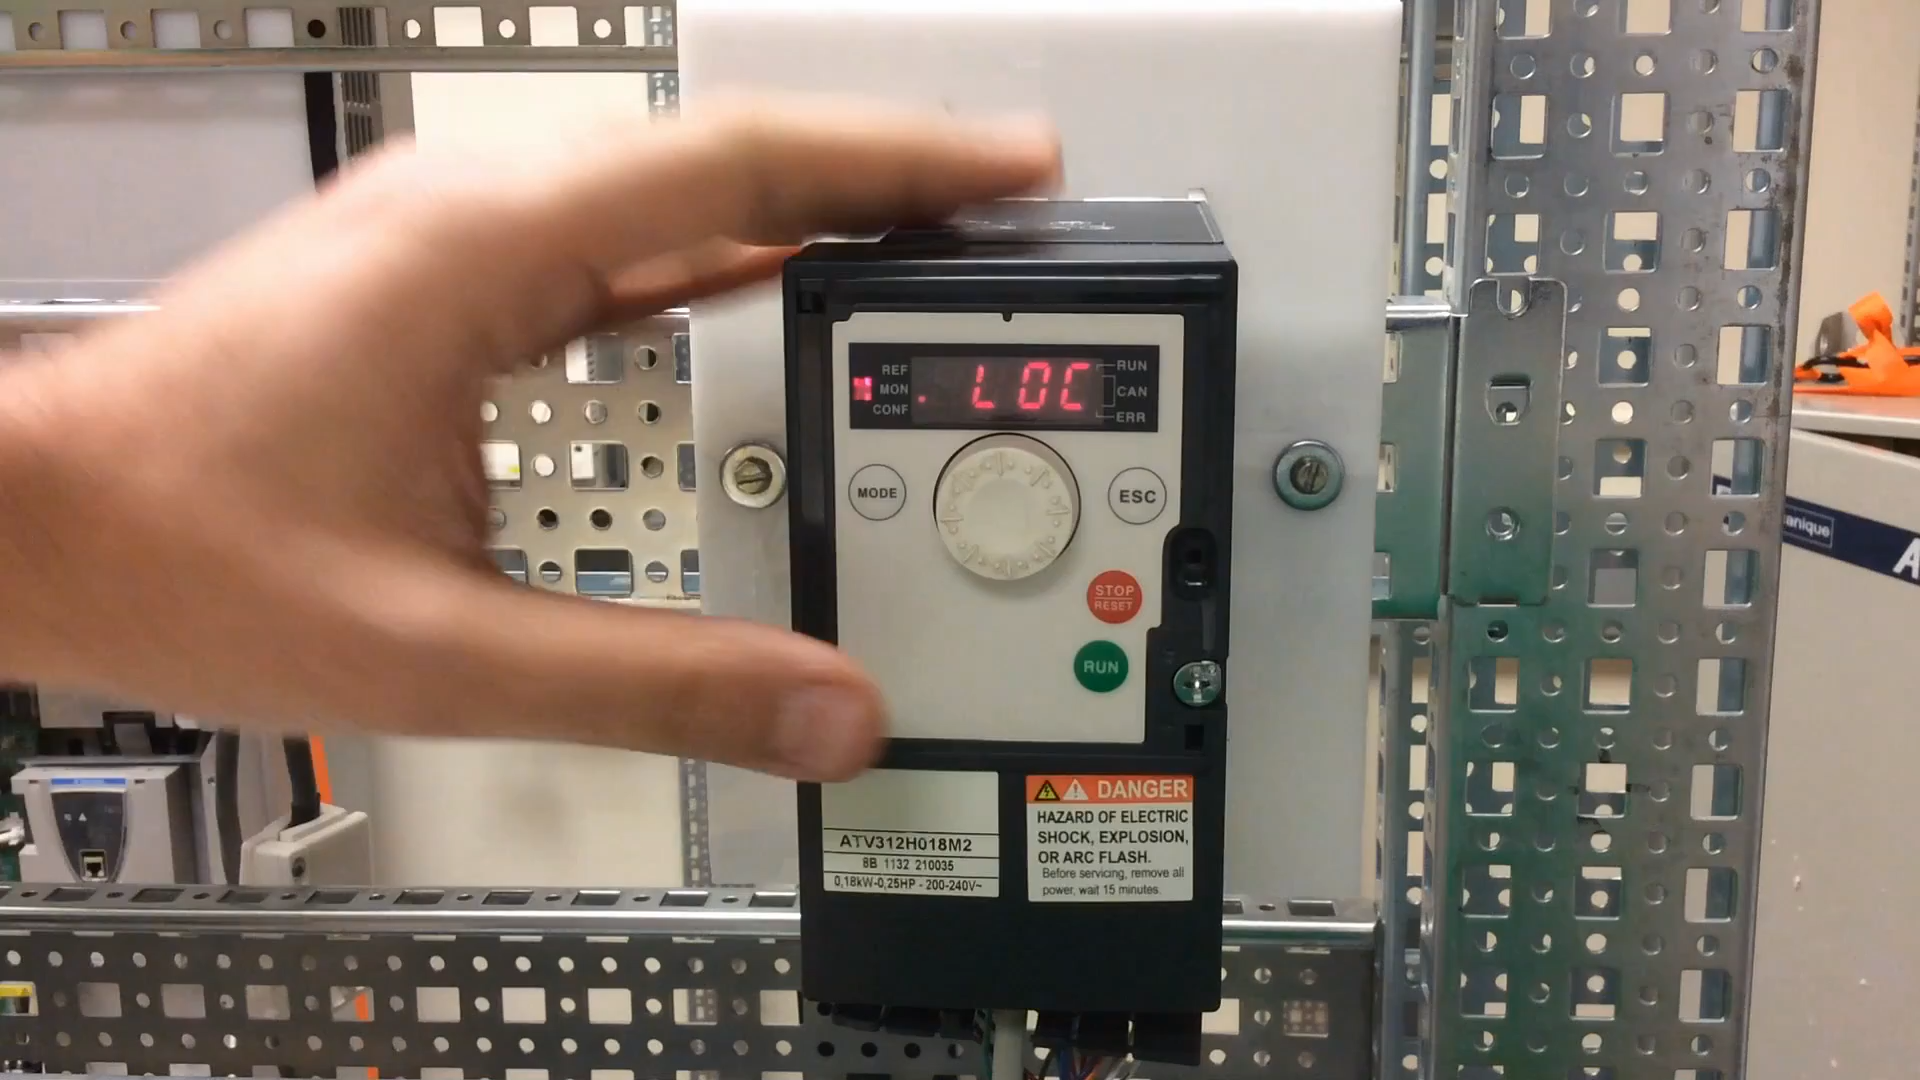 REF
MON
CONF
. LOC
RUN
CAN
ERR
MODE
ESC
STOP
RESET
RUN
ATV312H018M2
8B 1132 210035
0,18kW-0,25HP - 200-240V~
DANGER
HAZARD OF ELECTRIC
SHOCK, EXPLOSION,
OR ARC FLASH.
Before servicing, remove all
power, wait 15 minutes.
anique
A